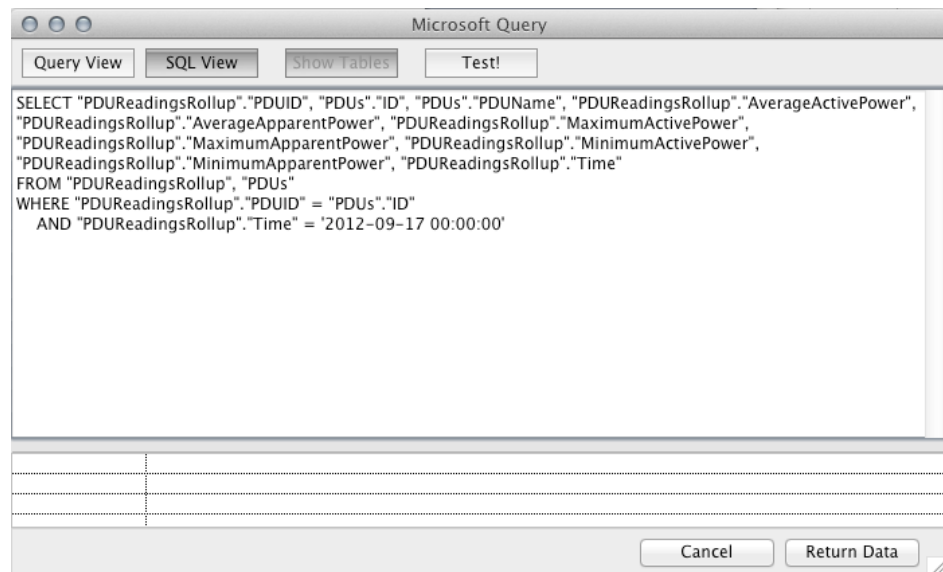 Microsoft Query
Query View SQL View Show Tables Test!
SELECT "PDUReadingsRollup"."PDUID", "PDUs"."ID", "PDUs"."PDUName", "PDUReadingsRollup"."AverageActivePower",
"PDUReadingsRollup"."AverageApparentPower", "PDUReadingsRollup"."MaximumActivePower",
"PDUReadingsRollup"."MaximumApparentPower", "PDUReadingsRollup"."MinimumActivePower",
"PDUReadingsRollup"."MinimumApparentPower", "PDUReadingsRollup"."Time"
FROM "PDUReadingsRollup", "PDUs"
WHERE "PDUReadingsRollup"."PDUID" = "PDUs"."ID"
AND "PDUReadingsRollup"."Time" = '2012-09-17 00:00:00'
Cancel Return Data